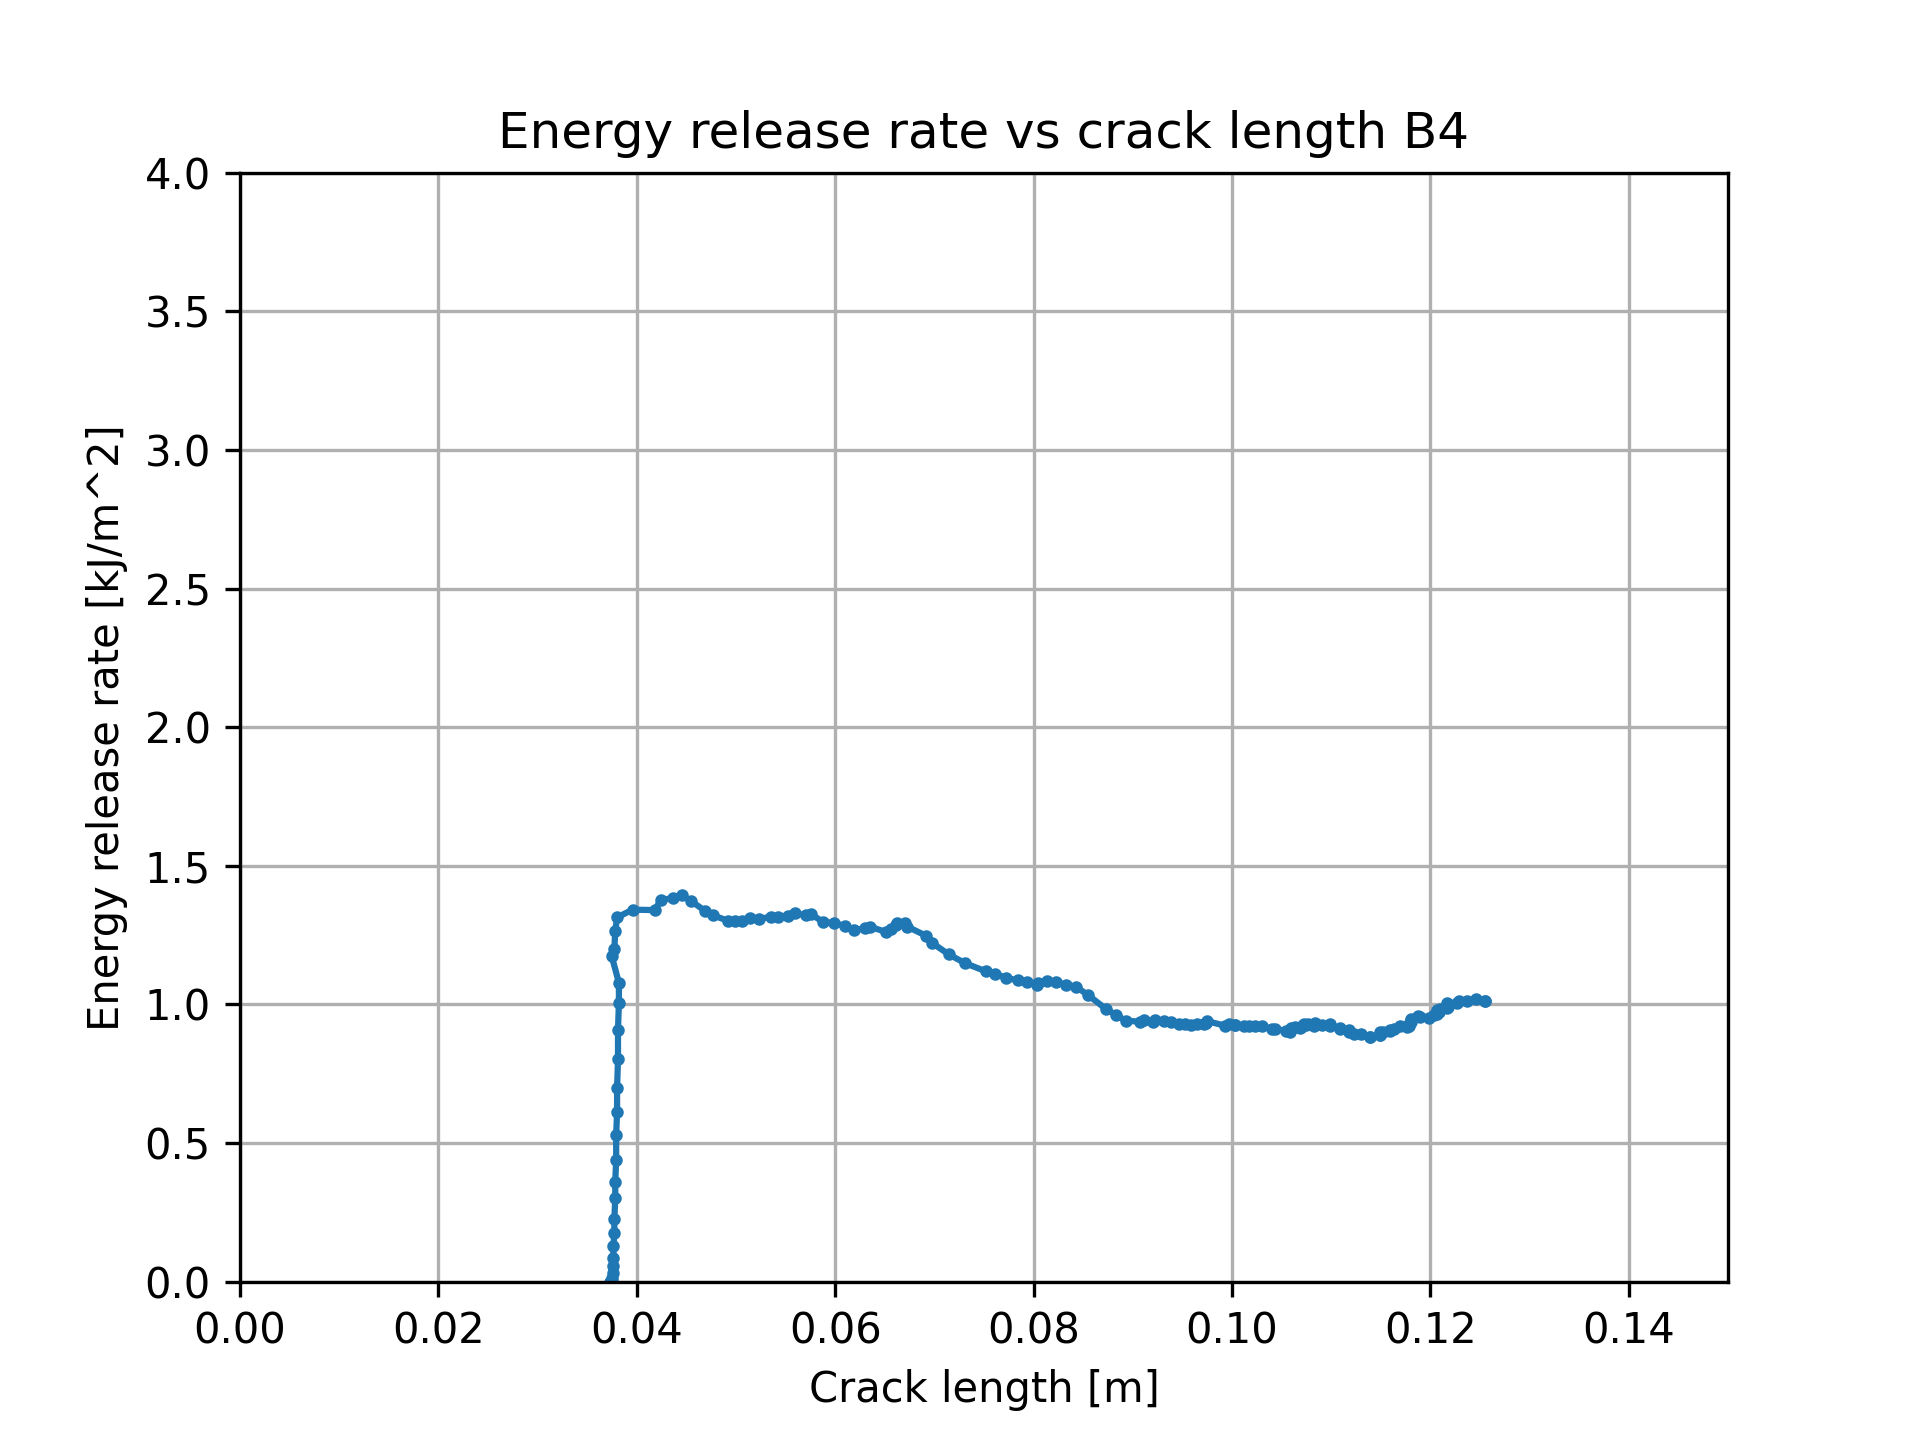 Energy release rate vs crack length B4
4.0
3.5
3.0
2.5
2.0
1.5
1.0
0.5
0.0
Energy release rate [kJ/m^2]
0.00 0.02 0.04 0.06 0.08 0.10 0.12 0.14
Crack length [m]